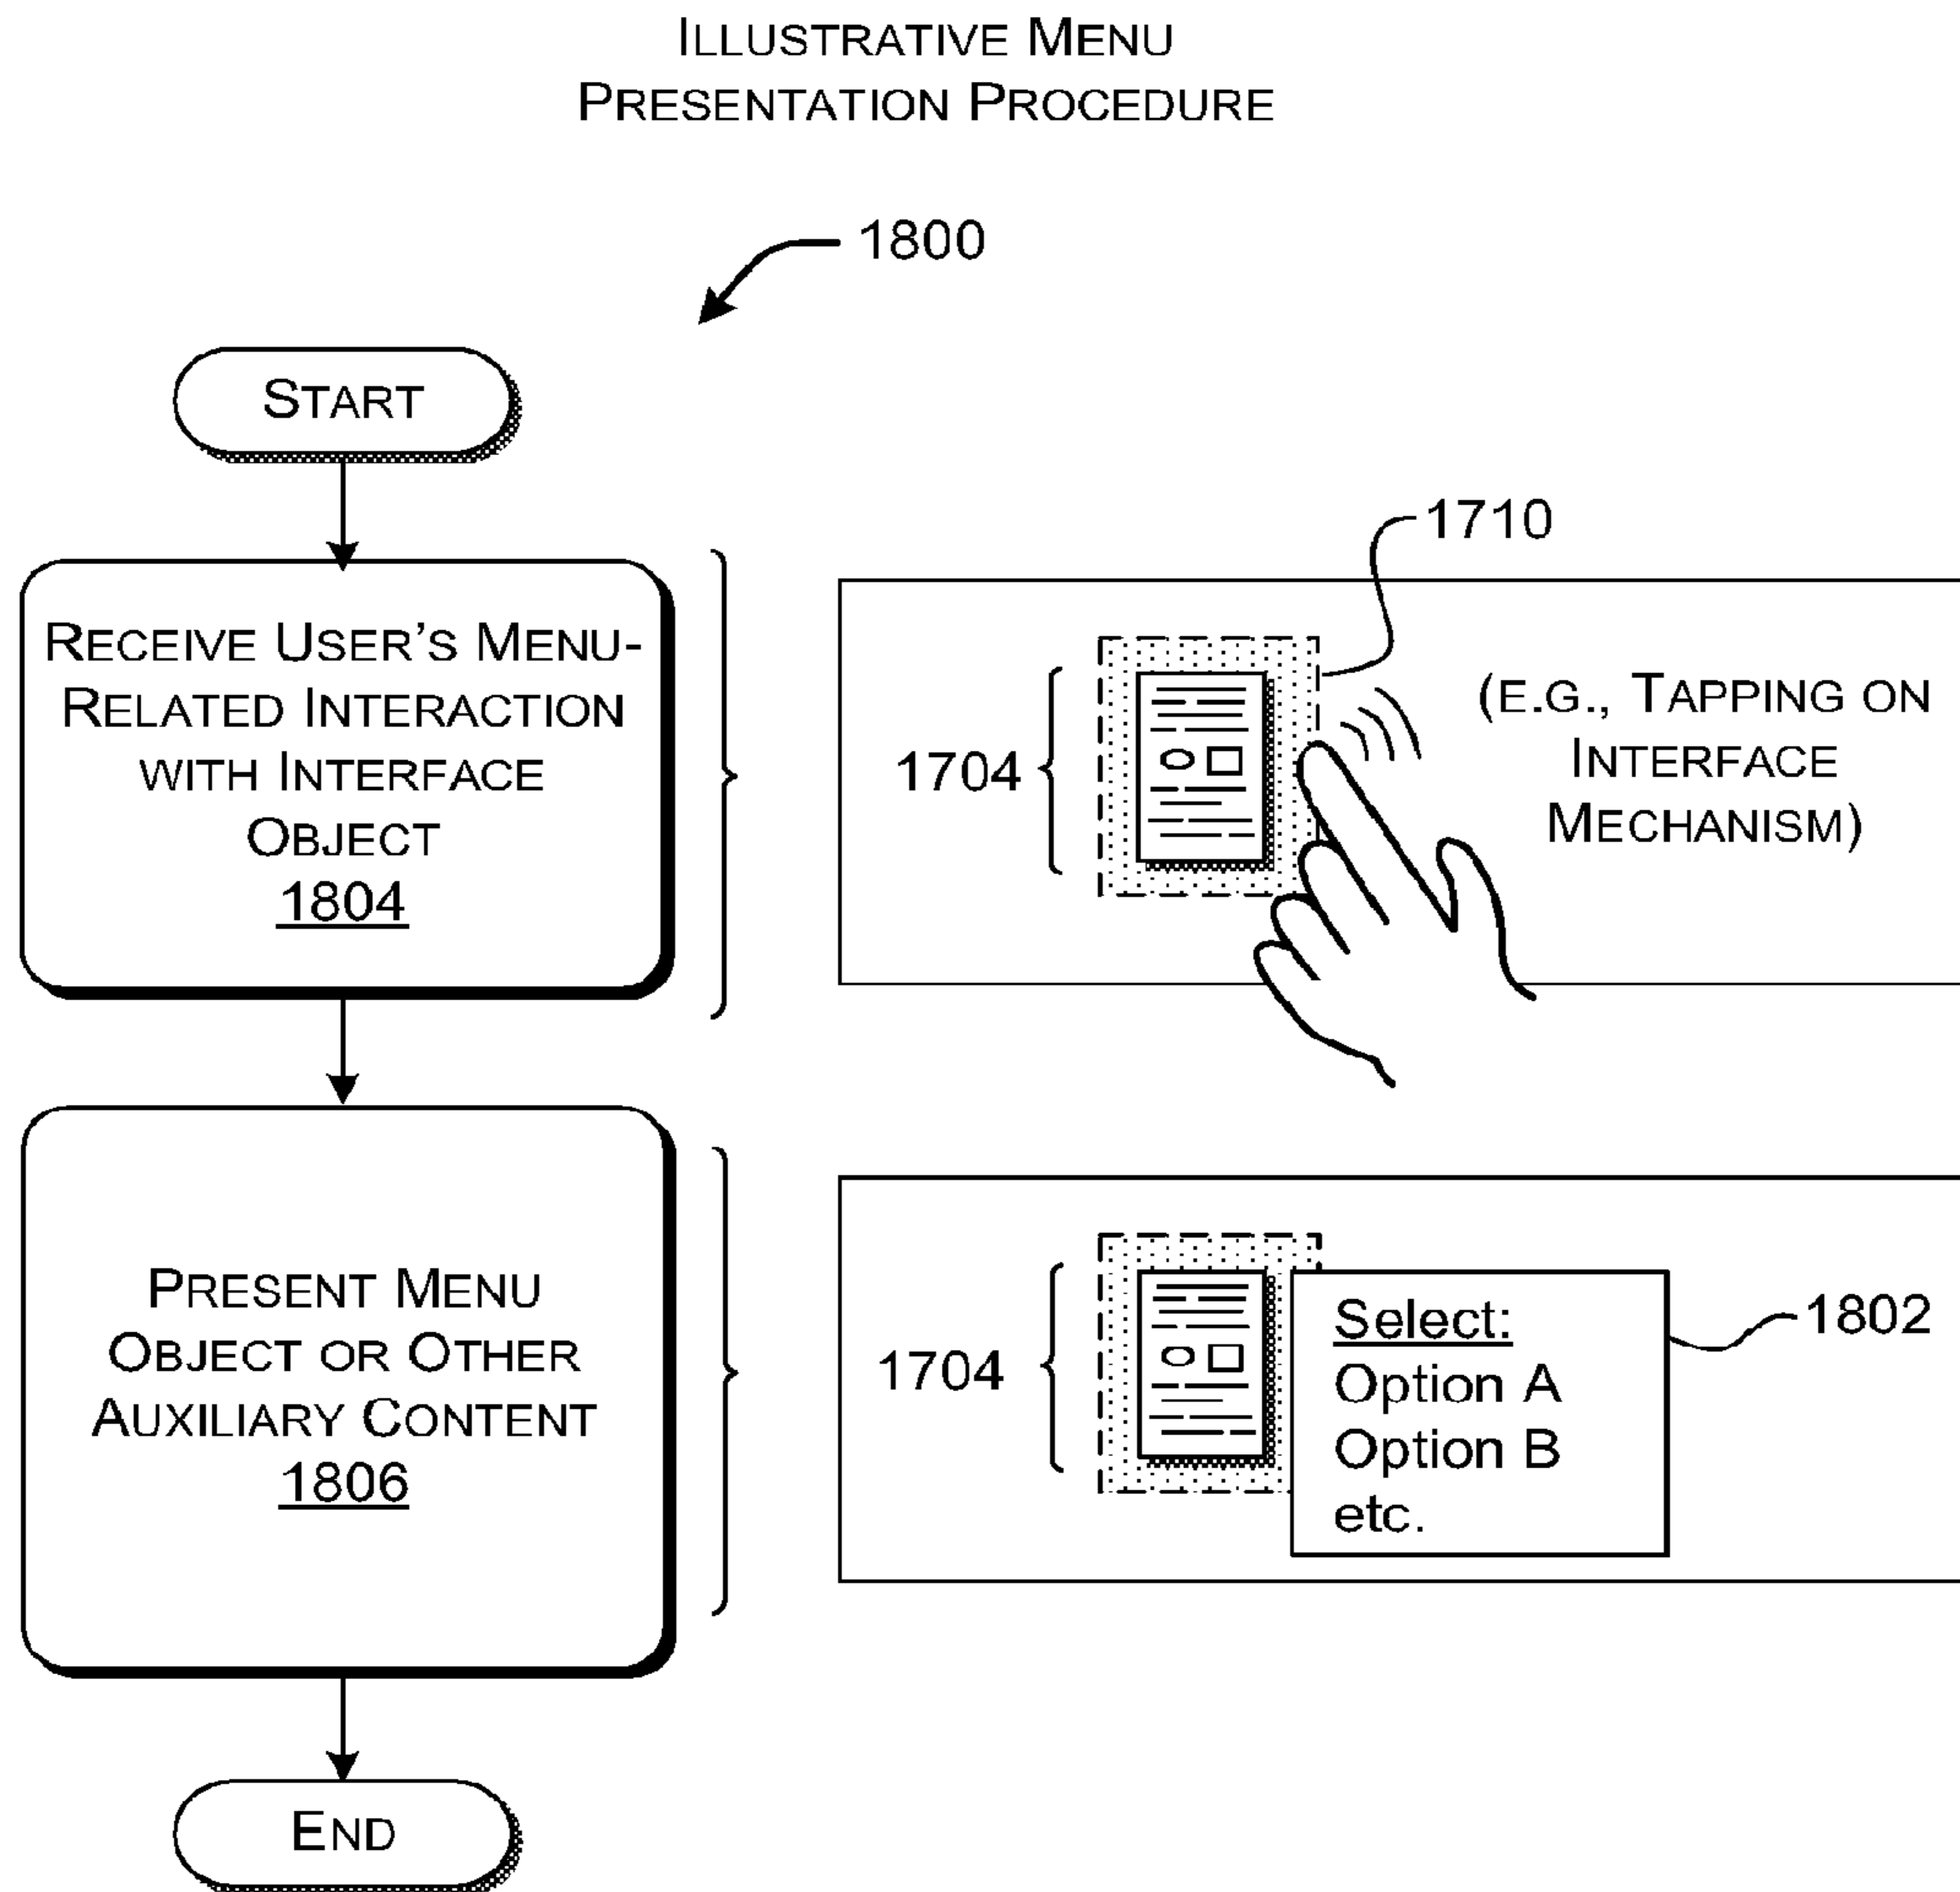 ILLUSTRATIVE MENU
PRESENTATION PROCEDURE
1800
START
RECEIVE USER'S MENU-
RELATED INTERACTION
WITH INTERFACE
OBJECT
1804
1710
1704
(E.G., TAPPING ON
INTERFACE
MECHANISM)
PRESENT MENU
OBJECT OR OTHER
AUXILIARY CONTENT
1806
1704
Select:
Option A
Option B
etc.
1802
END